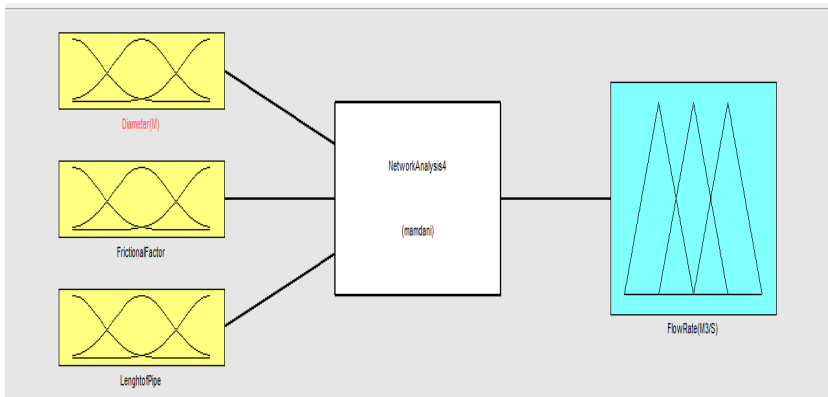 Diameter(M)
NetworkAnalysis4
(mamdani)
FrictionalFactor
FlowRate(M3/S)
LenghtofPipe